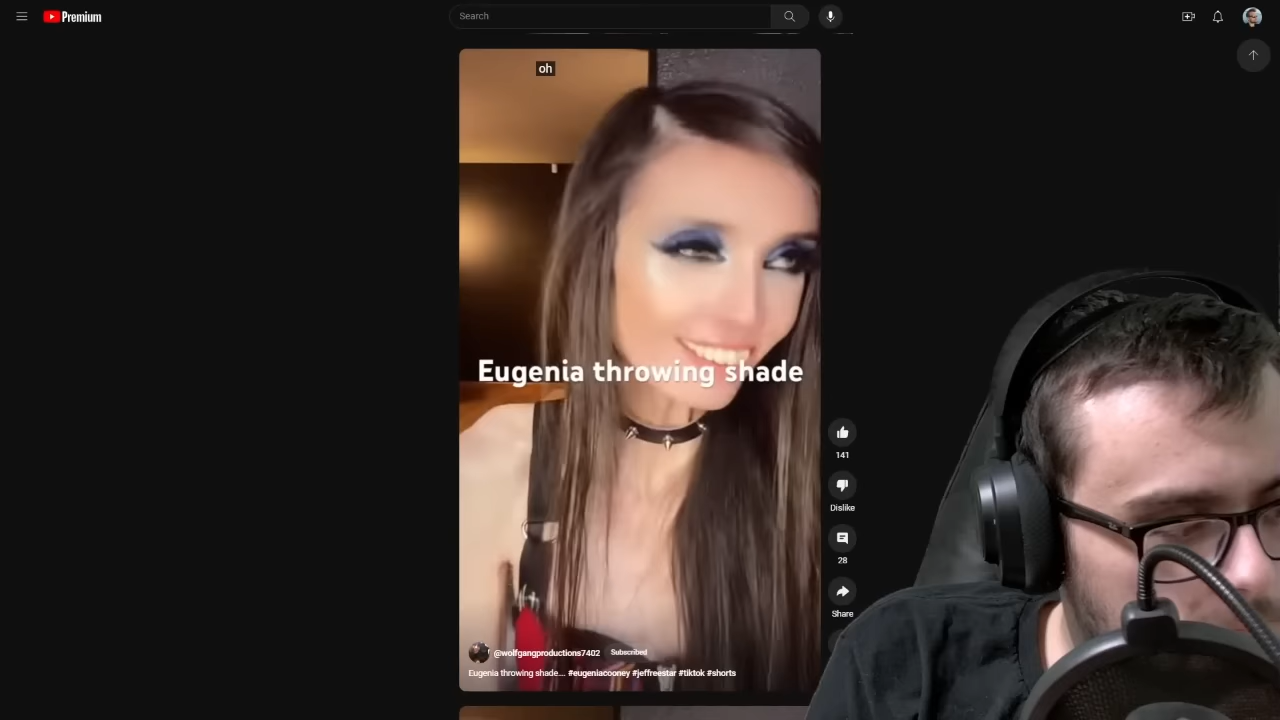 Premium
Search
oh
Eugenia throwing shade
141
Dislike
28
Share
@wolfgangproductions7402 Subscribed
Eugenia throwing shade... #eugeniacooney #jeffreestar #tiktok #shorts